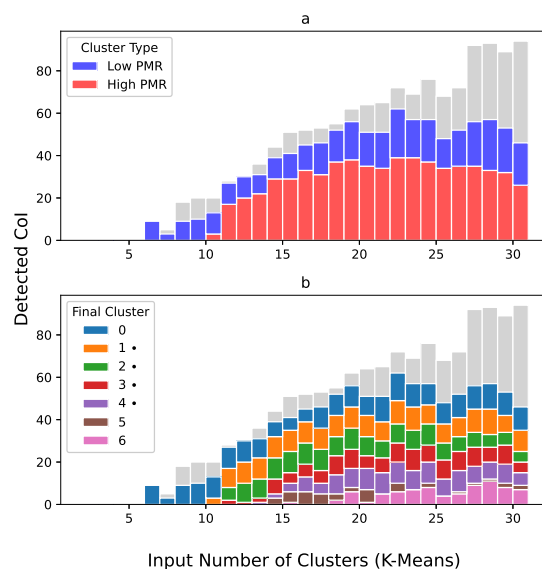 a
Cluster Type
Low PMR
High PMR
80
60
40
20
0
5 10 15 20 25 30
Detected CoI
b
Final Cluster
0
1 •
2 •
3 •
4 •
5
6
80
60
40
20
0
5 10 15 20 25 30
Input Number of Clusters (K-Means)